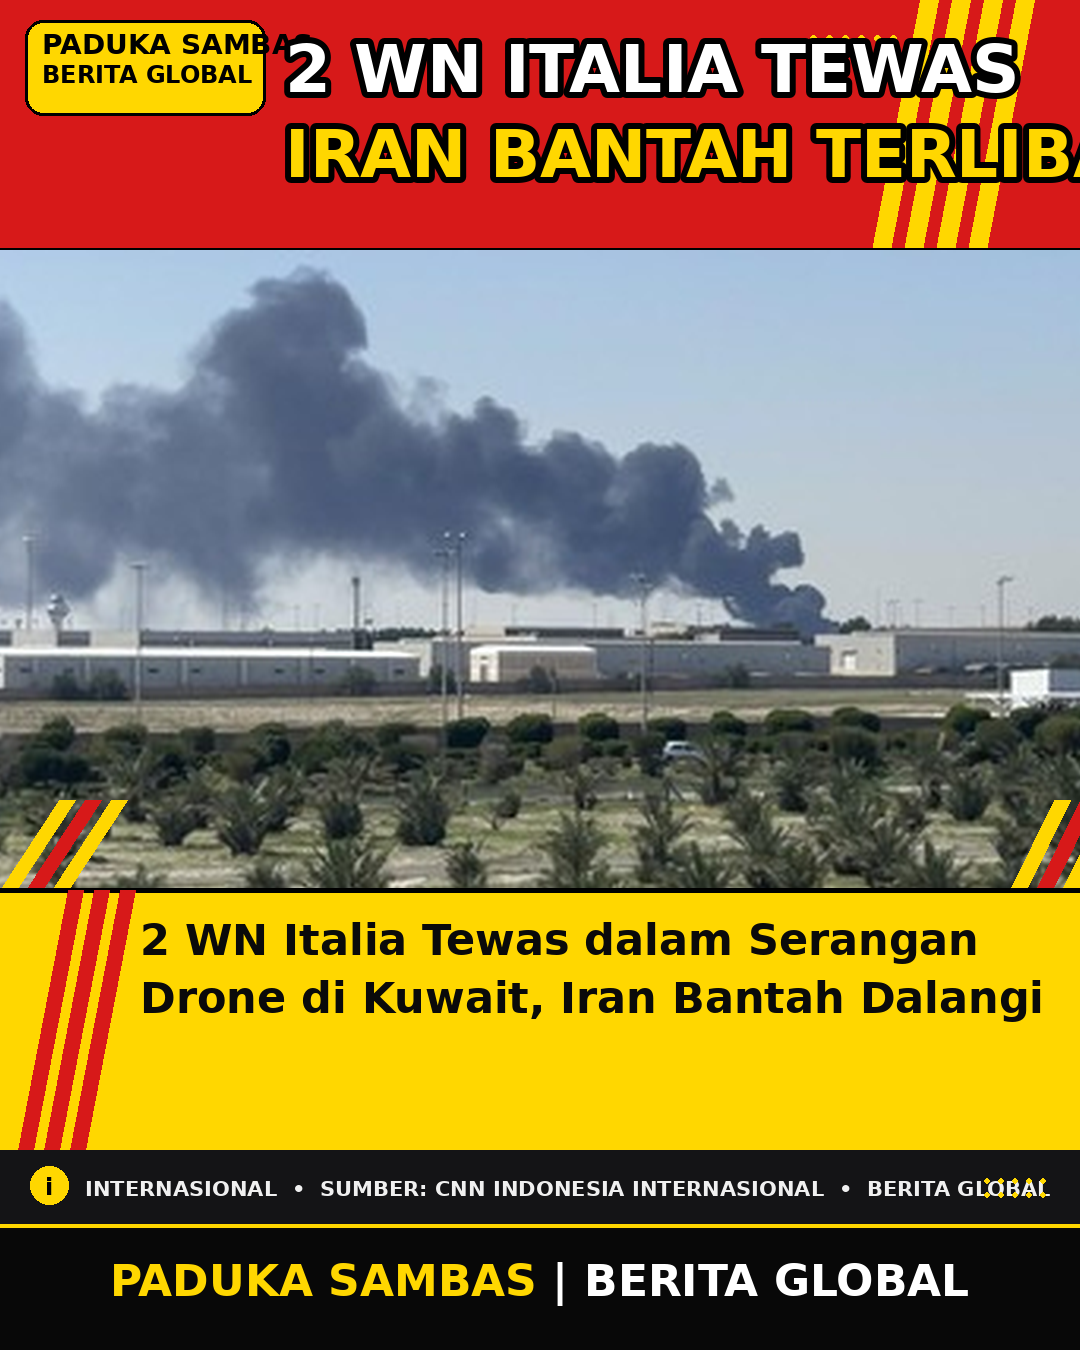 PADUKA SAMBAS
BERITA GLOBAL
2 WN ITALIA TEWAS
IRAN BANTAH TERLIBA
2 WN Italia Tewas dalam Serangan
Drone di Kuwait, Iran Bantah Dalangi
i INTERNASIONAL • SUMBER: CNN INDONESIA INTERNASIONAL • BERITA GLOBAL
PADUKA SAMBAS | BERITA GLOBAL